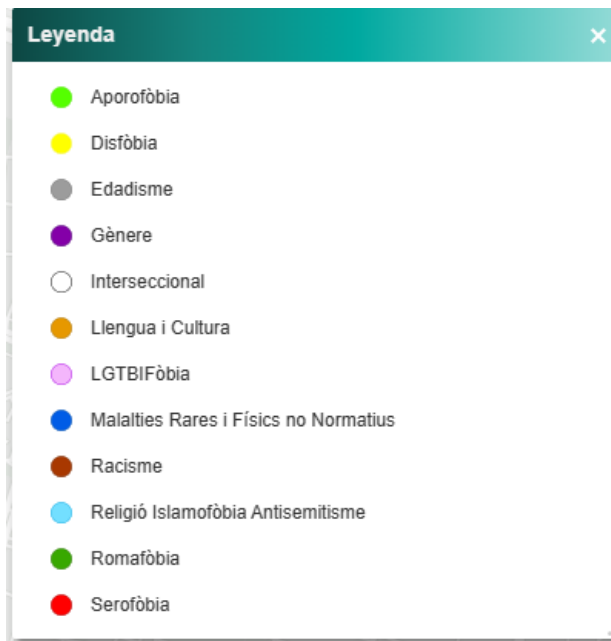 Leyenda
Aporofòbia
Disfòbia
Edadisme
Gènere
Interseccional
Llengua i Cultura
LGTBIFòbia
Malalties Rares i Físics no Normatius
Racisme
Religió Islamofòbia Antisemitisme
Romafòbia
Serofòbia